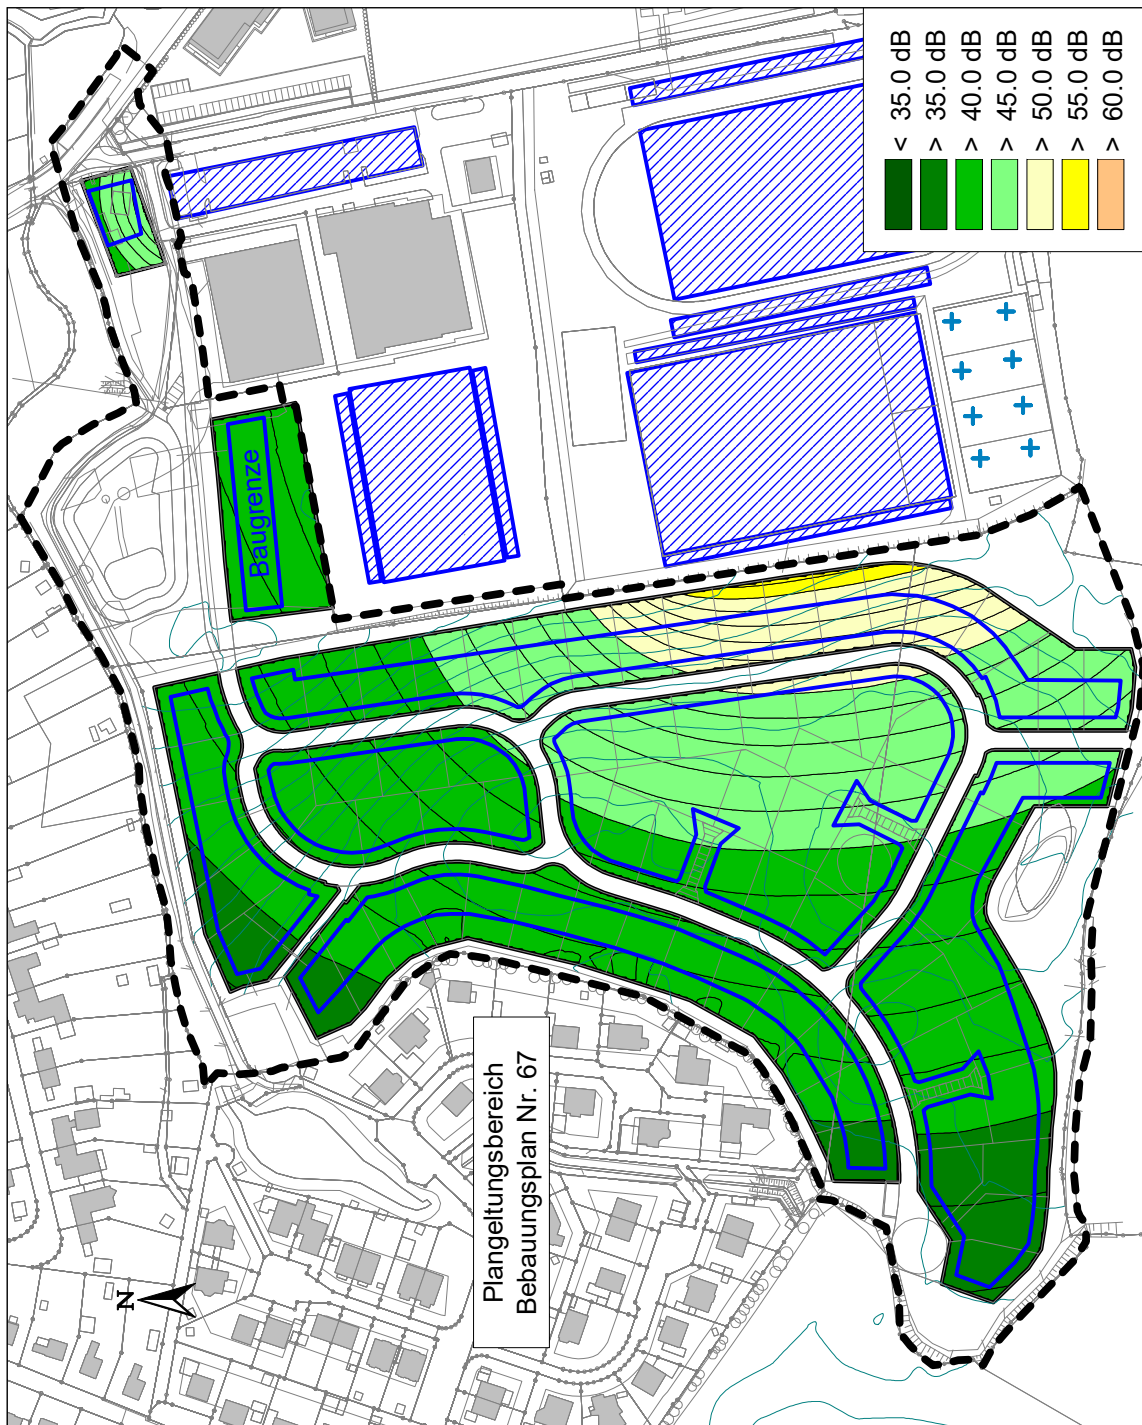 Plangeltungsbereich
Bebauungsplan Nr. 67
Baugrenze
N
< 35.0 dB
> 35.0 dB
> 40.0 dB
> 45.0 dB
> 50.0 dB
> 55.0 dB
> 60.0 dB